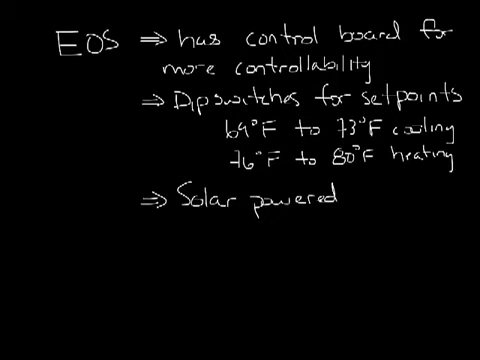 EOS ⇒ has control board for
more controllability
⇒ Dipswitches for setpoints
69°F to 73°F cooling
76°F to 80°F heating
⇒ Solar powered